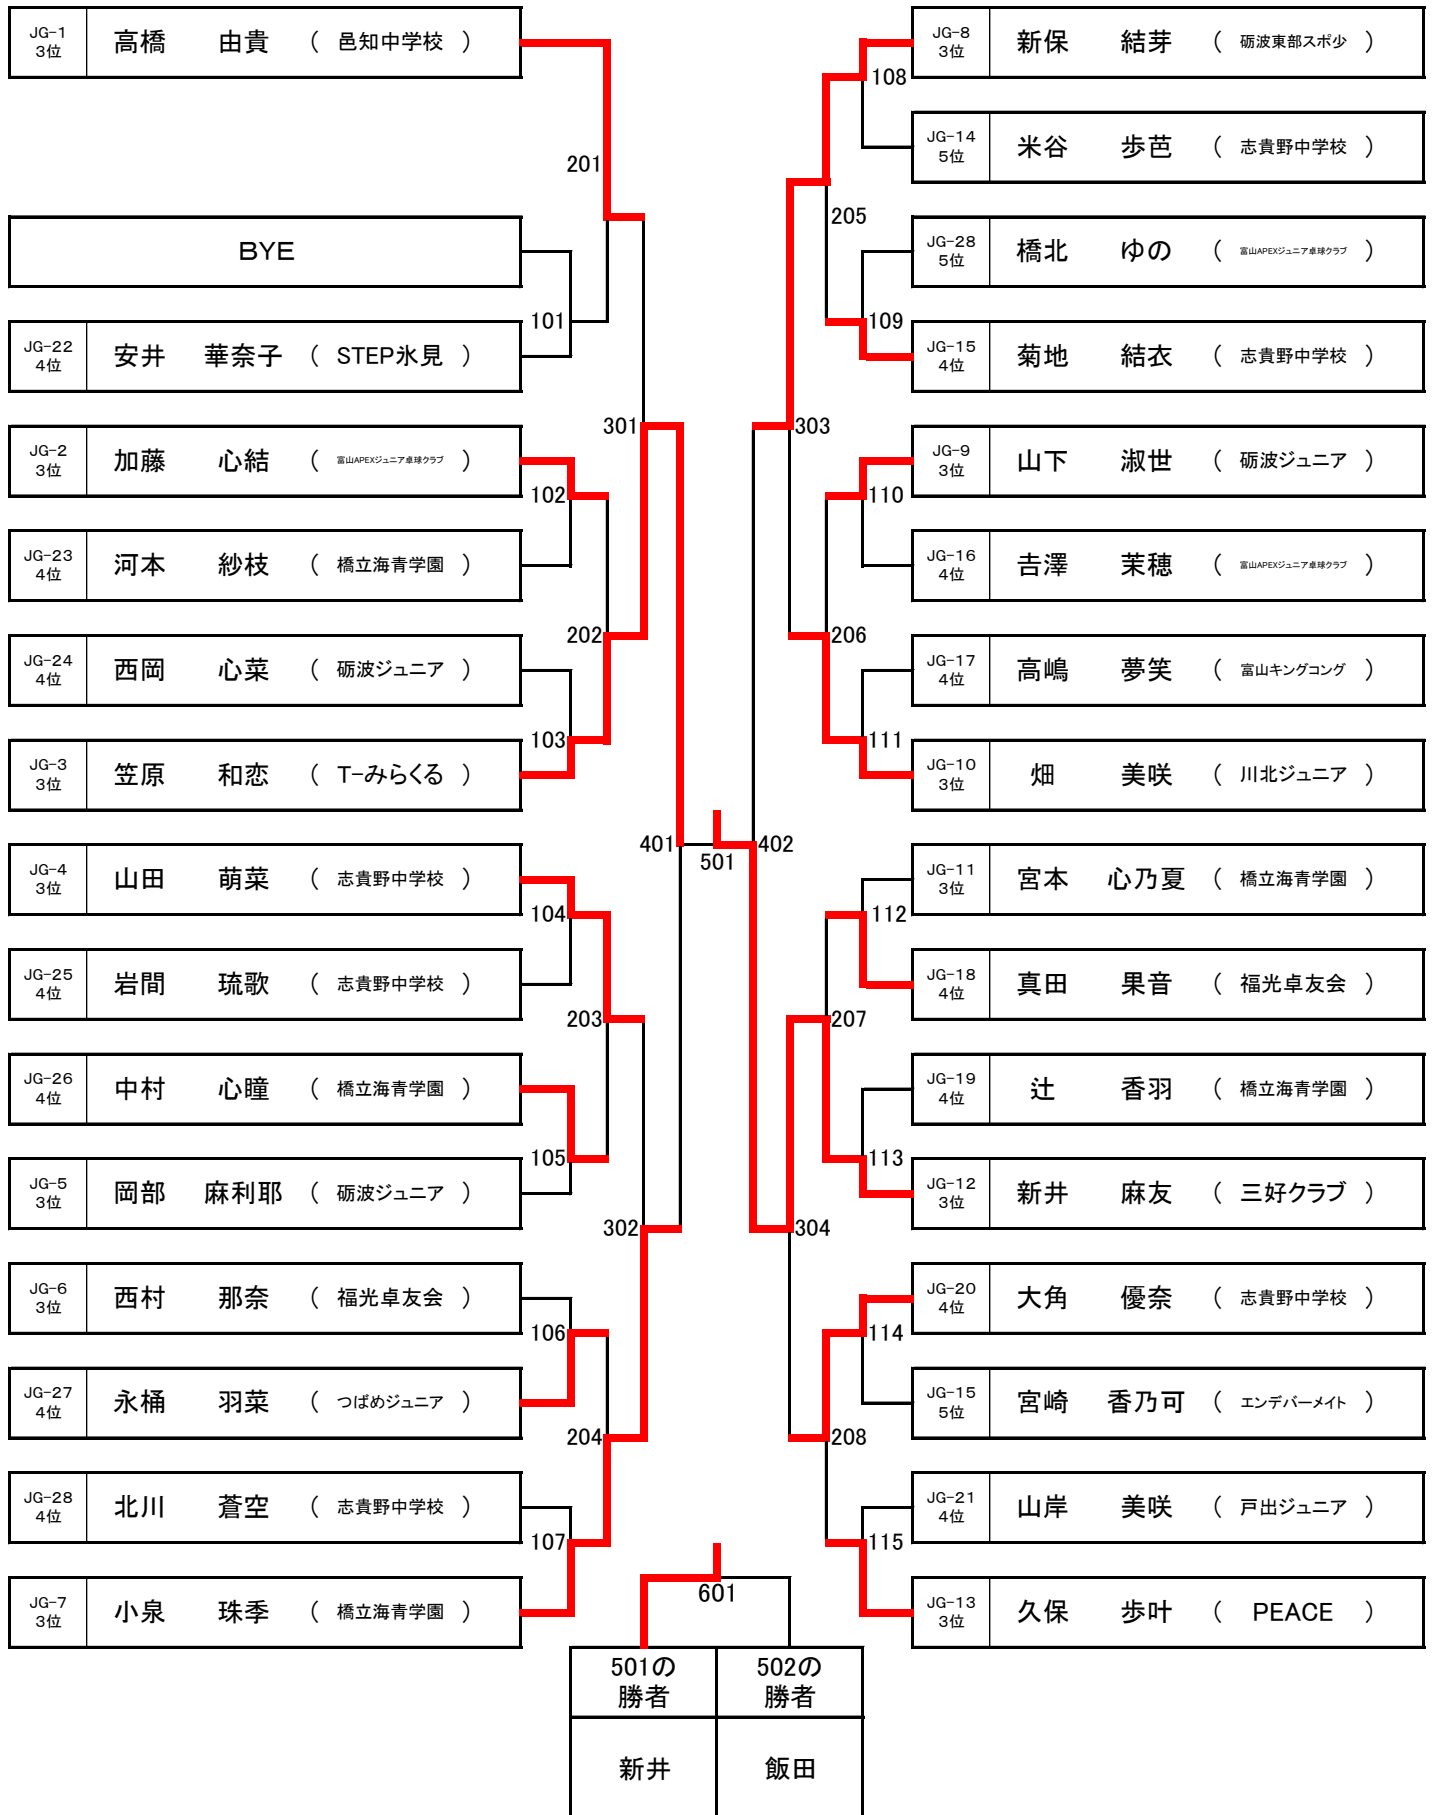 JG-1
3位
高橋 由貴 ( 邑知中学校 )
201
BYE
101
JG-22
4位
安井 華奈子 ( STEP氷見 )
301
JG-2
3位
加藤 心結 ( 富山APEXジュニア卓球クラブ )
102
JG-23
4位
河本 紗枝 ( 橋立海青学園 )
202
JG-24
4位
西岡 心菜 ( 砺波ジュニア )
103
JG-3
3位
笠原 和恋 ( T-みらくる )
401
501
JG-4
3位
山田 萌菜 ( 志貴野中学校 )
104
JG-25
4位
岩間 琉歌 ( 志貴野中学校 )
203
JG-26
4位
中村 心瞳 ( 橋立海青学園 )
105
JG-5
3位
岡部 麻利耶 ( 砺波ジュニア )
302
JG-6
3位
西村 那奈 ( 福光卓友会 )
106
JG-27
4位
永桶 羽菜 ( つばめジュニア )
204
JG-28
4位
北川 蒼空 ( 志貴野中学校 )
107
JG-7
3位
小泉 珠季 ( 橋立海青学園 )
JG-8
3位
新保 結芽 ( 砺波東部スポ少 )
108
JG-14
5位
米谷 歩芭 ( 志貴野中学校 )
205
JG-28
5位
橋北 ゆの ( 富山APEXジュニア卓球クラブ )
109
JG-15
4位
菊地 結衣 ( 志貴野中学校 )
303
JG-9
3位
山下 淑世 ( 砺波ジュニア )
110
JG-16
4位
吉澤 茉穂 ( 富山APEXジュニア卓球クラブ )
206
JG-17
4位
高嶋 夢笑 ( 富山キングコング )
111
JG-10
3位
畑 美咲 ( 川北ジュニア )
402
JG-11
3位
宮本 心乃夏 ( 橋立海青学園 )
112
JG-18
4位
真田 果音 ( 福光卓友会 )
207
JG-19
4位
辻 香羽 ( 橋立海青学園 )
113
JG-12
3位
新井 麻友 ( 三好クラブ )
304
JG-20
4位
大角 優奈 ( 志貴野中学校 )
114
JG-15
5位
宮崎 香乃可 ( エンデバーメイト )
208
JG-21
4位
山岸 美咲 ( 戸出ジュニア )
115
JG-13
3位
久保 歩叶 ( PEACE )
601
501の
勝者
502の
勝者
新井
飯田